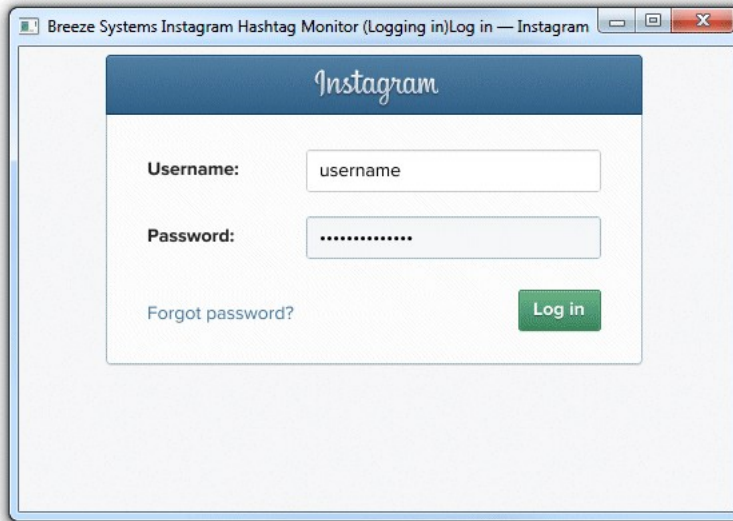 Breeze Systems Instagram Hashtag Monitor (Logging in)Log in — Instagram
Instagram
Username:
username
Password:
••••••••••••••
Forgot password?
Log in